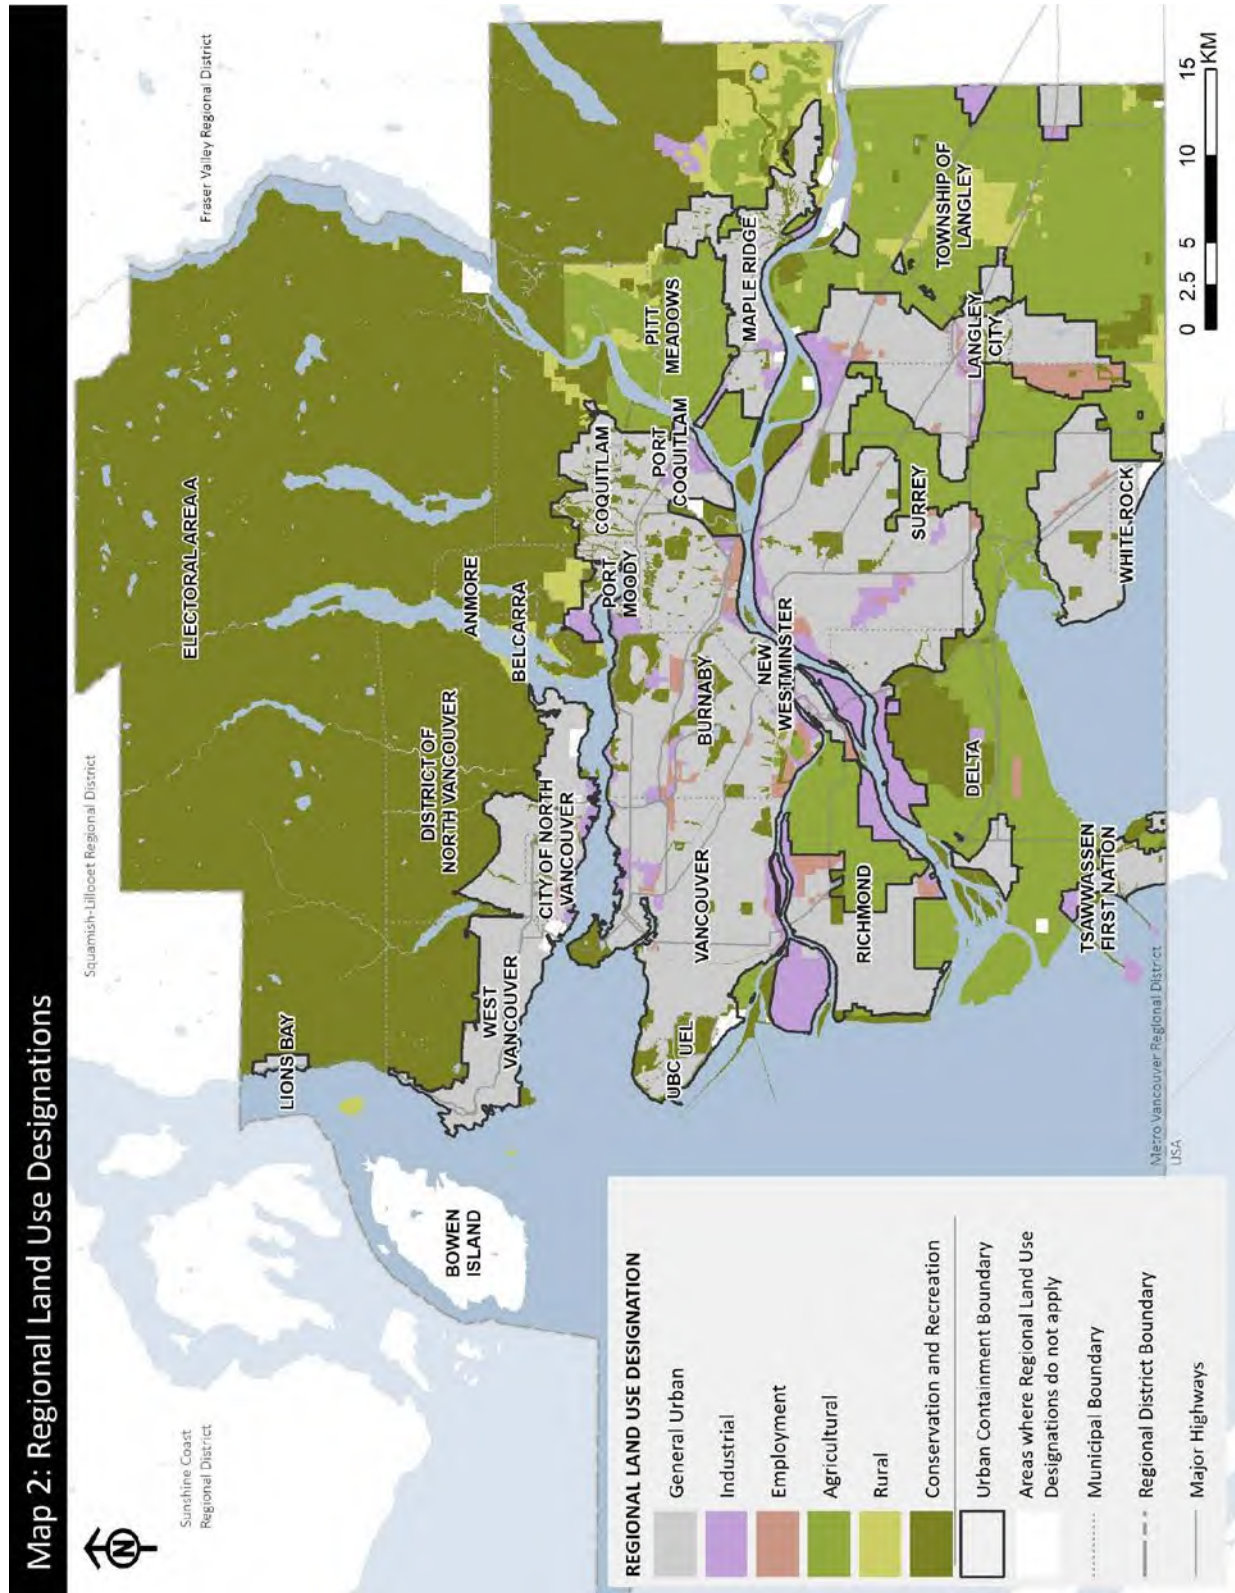 Map 2: Regional Land Use Designations
N
Sunshine Coast
Regional District
Squamish-Lillooet Regional District
Fraser Valley Regional District
ELECTORAL AREA A
LIONS BAY
BOWEN
ISLAND
WEST
VANCOUVER
DISTRICT OF
NORTH VANCOUVER
CITY OF NORTH
VANCOUVER
ANMORE
BELCARRA
PORT
MOODY
COQUITLAM
PORT
COQUITLAM
PITT
MEADOWS
MAPLE RIDGE
UBC UEL
VANCOUVER
BURNABY
NEW
WESTMINSTER
RICHMOND
DELTA
SURREY
LANGLEY
CITY
TOWNSHIP OF
LANGLEY
TSAWWASSEN
FIRST NATION
WHITE ROCK
Metro Vancouver Regional District
USA
REGIONAL LAND USE DESIGNATION
General Urban
Industrial
Employment
Agricultural
Rural
Conservation and Recreation
Urban Containment Boundary
Areas where Regional Land Use
Designations do not apply
Municipal Boundary
Regional District Boundary
Major Highways
0 2.5 5 10 15
KM